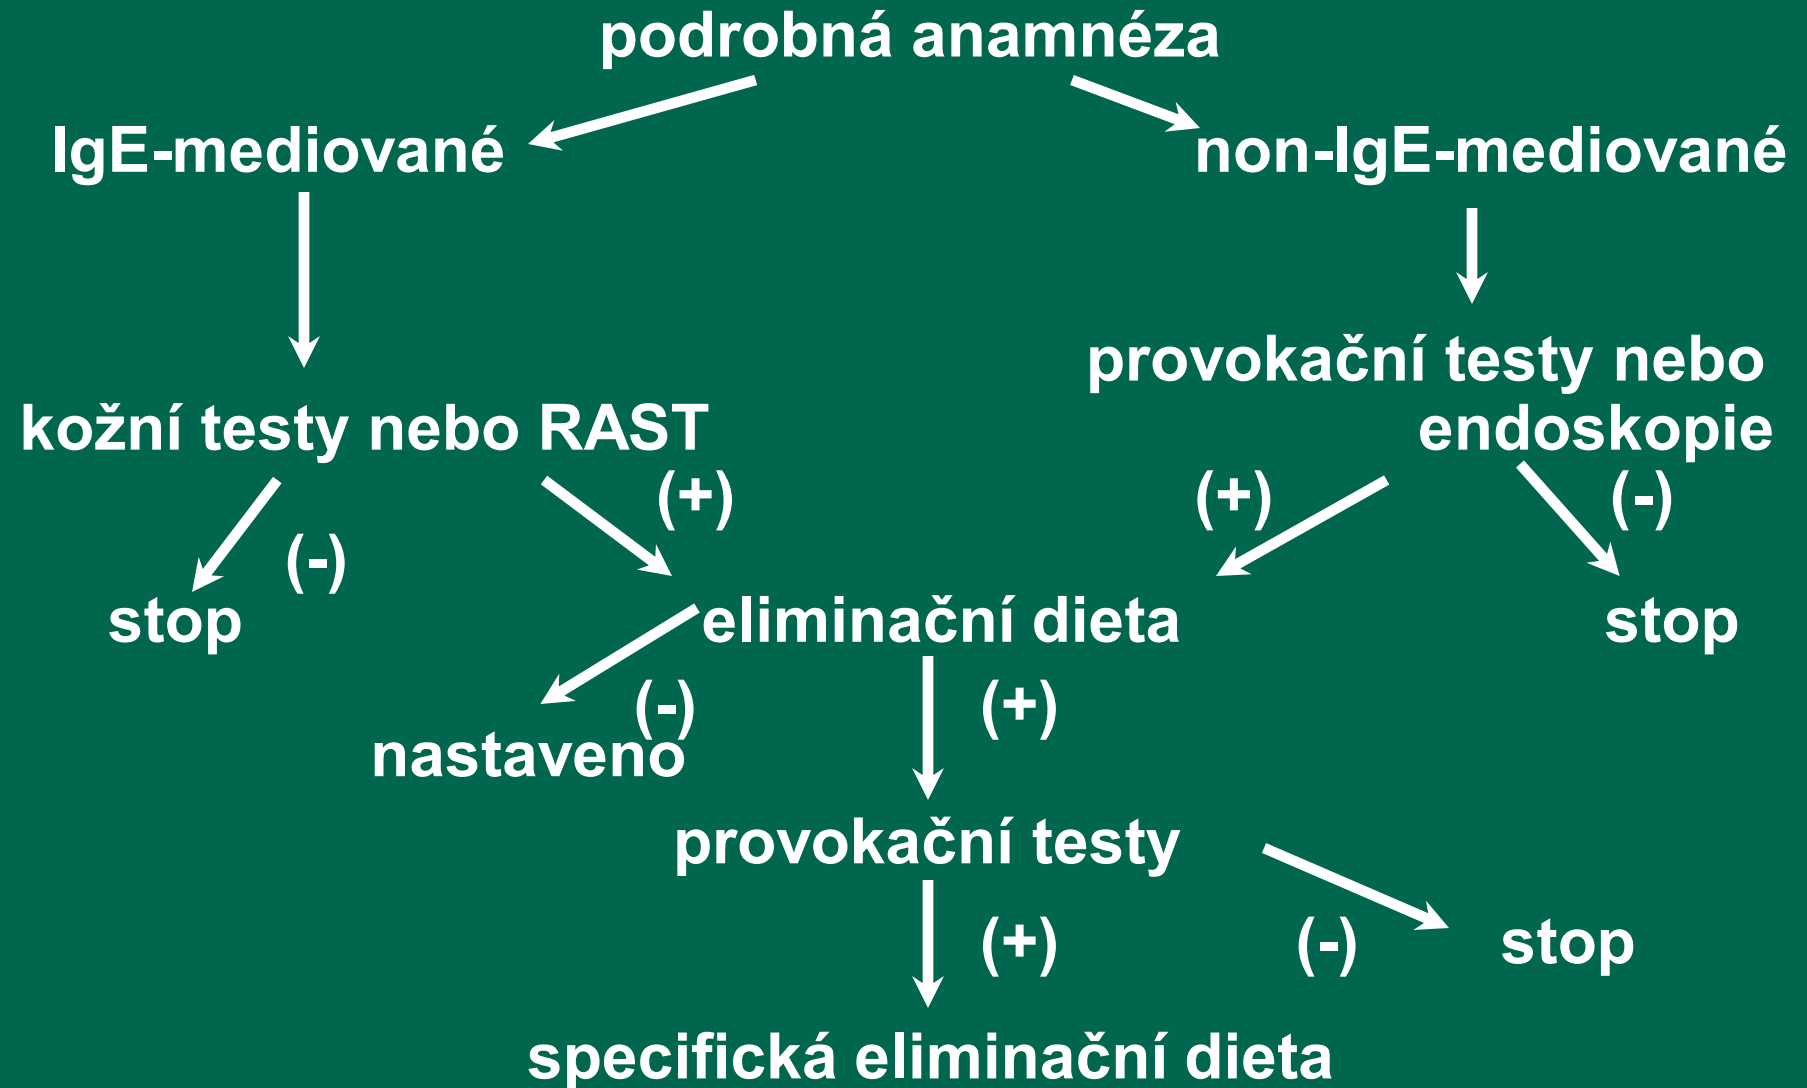 podrobná anamnéza
IgE-mediované
non-IgE-mediované
provokační testy nebo
endoskopie
kožní testy nebo RAST
(+)
(+)
(-)
(-)
stop
eliminační dieta
stop
(-)
(+)
nastaveno
provokační testy
(+)
(-)
stop
specifická eliminační dieta